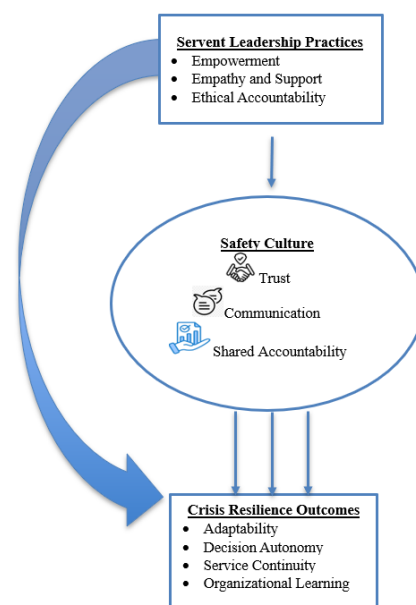 Servent Leadership Practices
• Empowerment
• Empathy and Support
• Ethical Accountability
Safety Culture
Trust
Communication
Shared Accountability
Crisis Resilience Outcomes
• Adaptability
• Decision Autonomy
• Service Continuity
• Organizational Learning